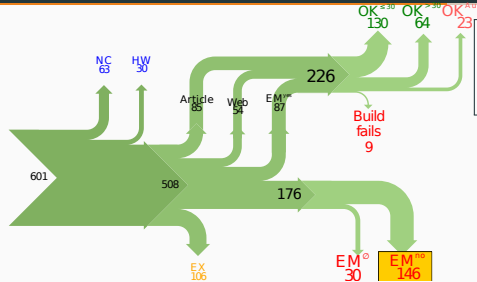 OK≤30
130
OK>30
64
OK
23
NC
63
HW
30
226
Article
85
Web
54
EM
87
Build
fails
9
601
508
176
EX
106
EM∅
30
EMno
146